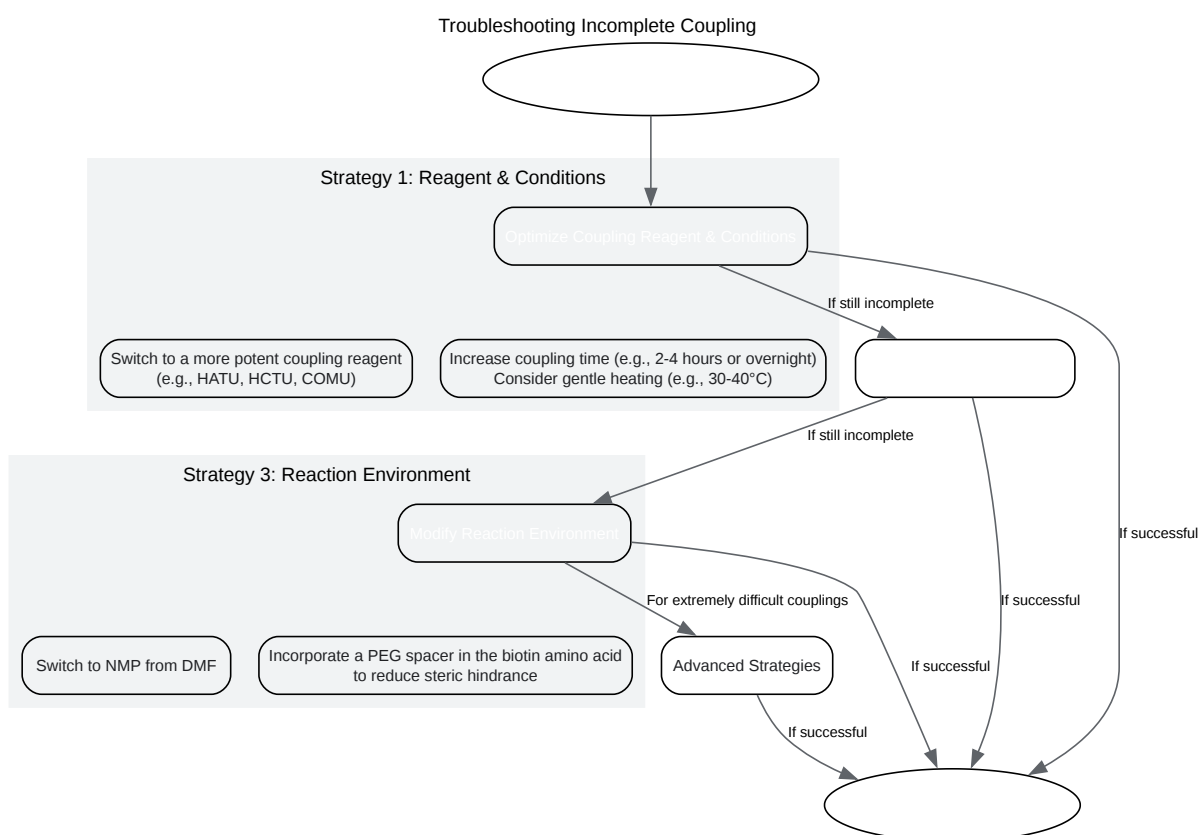 Troubleshooting Incomplete Coupling
Strategy 1: Reagent & Conditions
Optimize Coupling Reagent & Conditions
If still incomplete
Switch to a more potent coupling reagent
(e.g., HATU, HCTU, COMU)
Increase coupling time (e.g., 2-4 hours or overnight)
Consider gentle heating (e.g., 30-40°C)
If still incomplete
Strategy 3: Reaction Environment
Modify Reaction Environment
If successful
For extremely difficult couplings
If successful
Switch to NMP from DMF
Incorporate a PEG spacer in the biotin amino acid
to reduce steric hindrance
Advanced Strategies
If successful
If successful